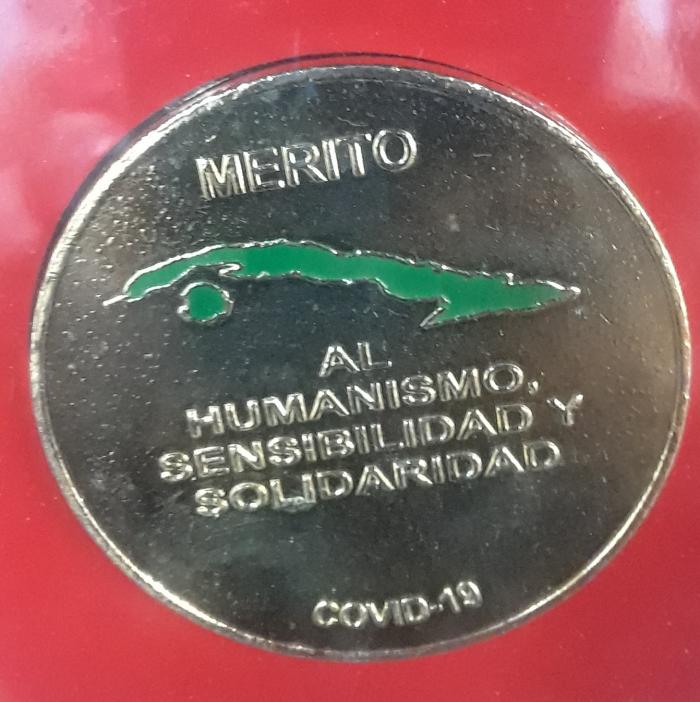 MERITO
AL
HUMANISMO,
SENSIBILIDAD Y
SOLIDARIDAD
COVID-19